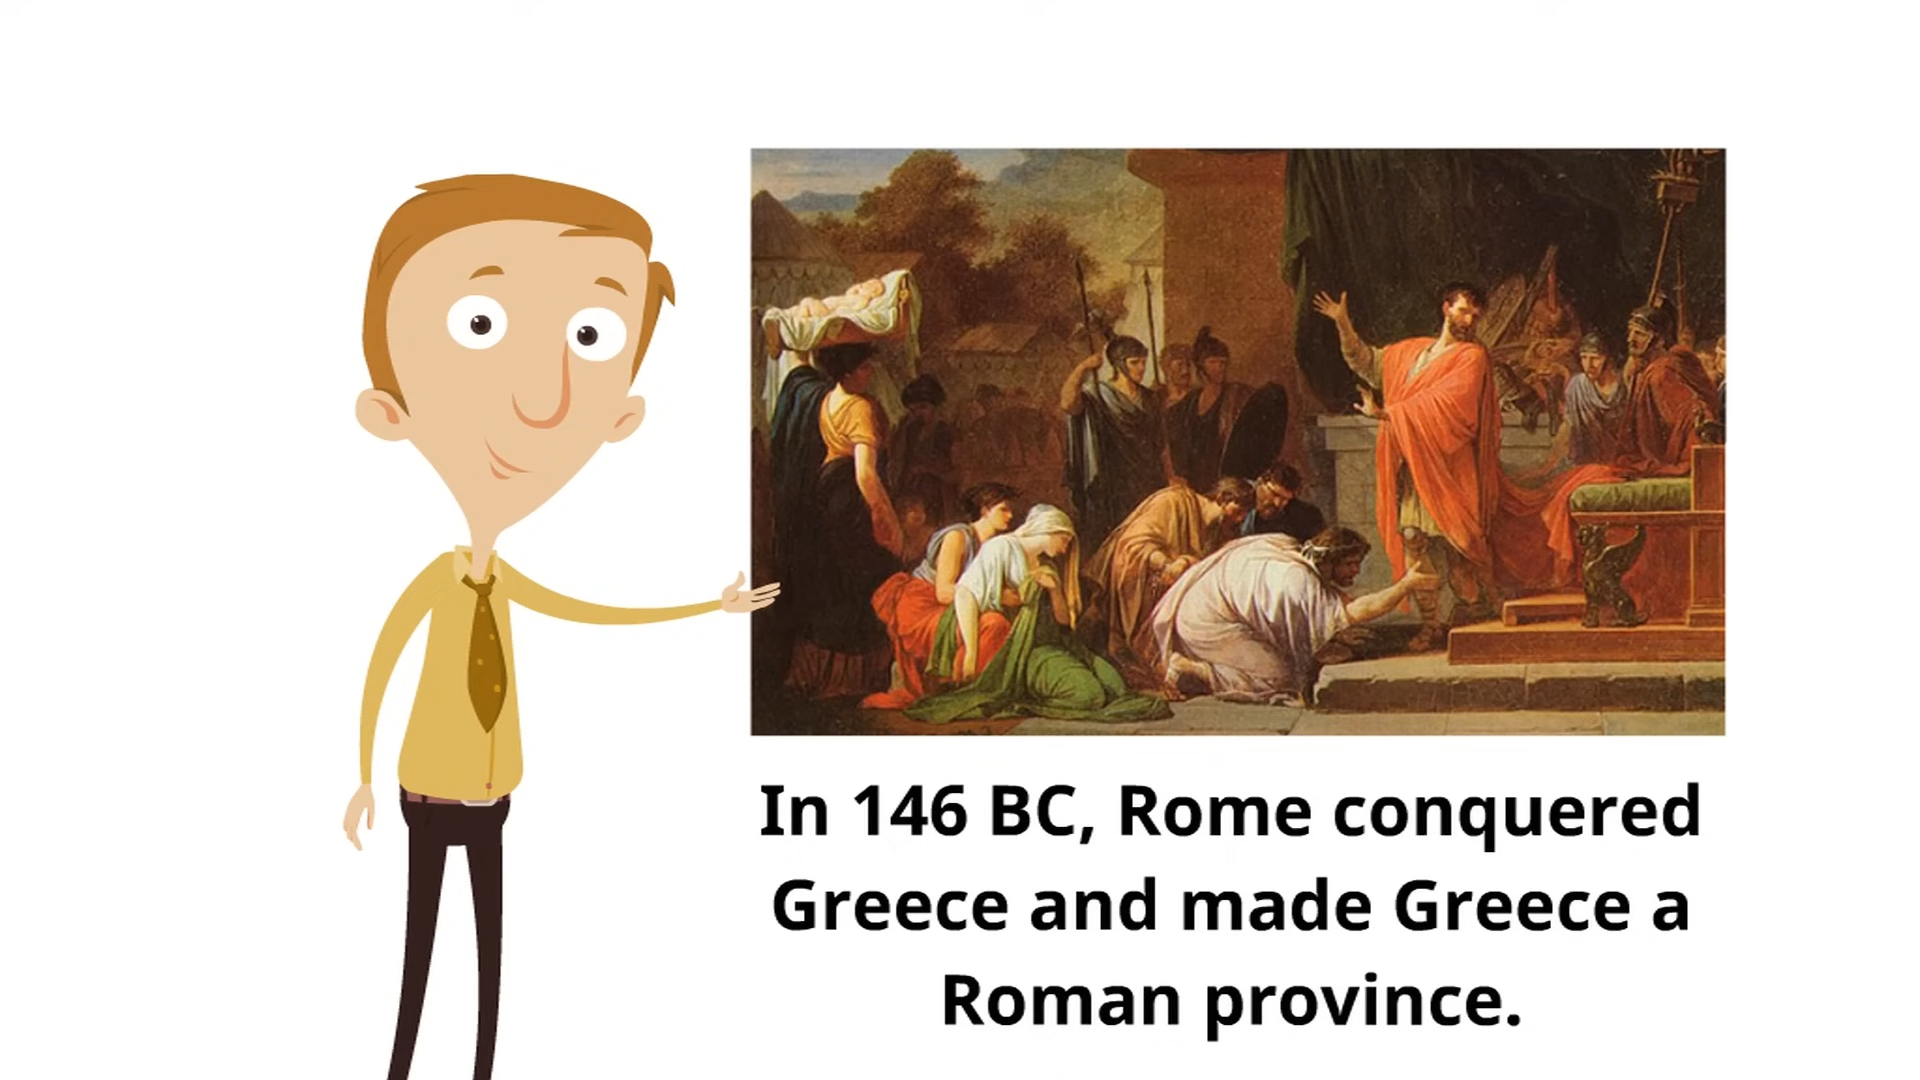 In 146 BC, Rome conquered
Greece and made Greece a
Roman province.